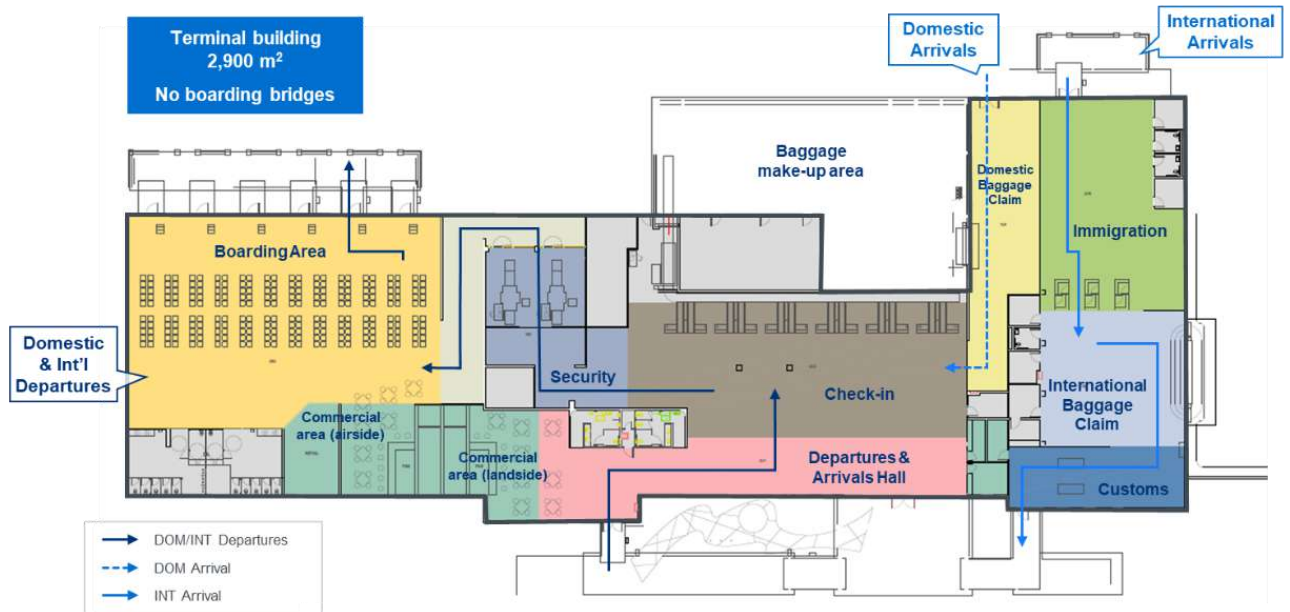 Terminal building
2,900 m²
No boarding bridges
Domestic
Arrivals
International
Arrivals
Baggage
make-up area
Domestic
Baggage
Claim
Immigration
Boarding Area
Domestic
& Int'l
Departures
Security
Check-in
International
Baggage
Claim
Commercial
area (airside)
Commercial
area (landside)
Departures &
Arrivals Hall
Customs
DOM/INT Departures
DOM Arrival
INT Arrival